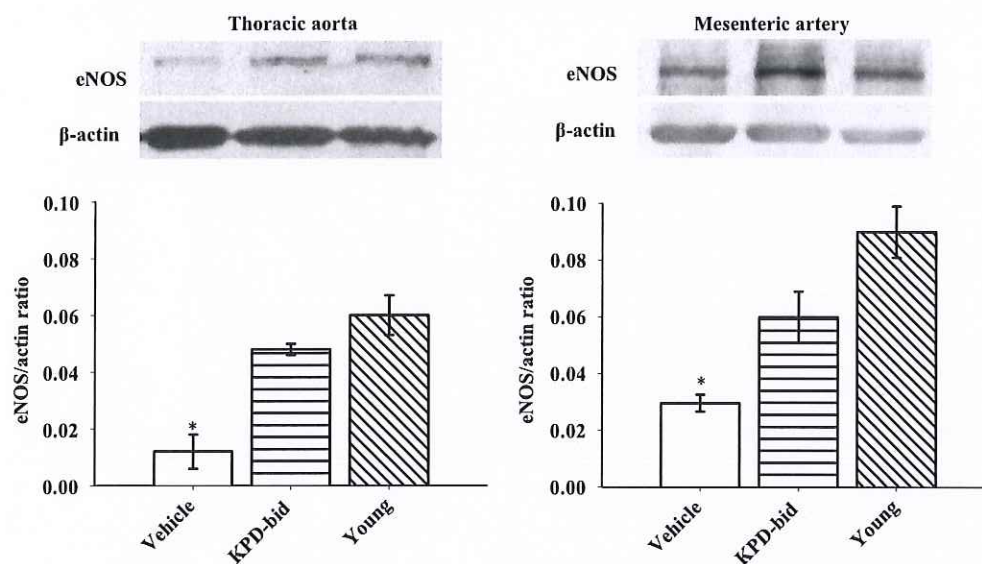 Thoracic aorta
eNOS
β-actin
eNOS/actin ratio
0.10
0.08
0.06
0.04
0.02
0.00
*
Vehicle
KPD-bid
Young
Mesenteric artery
eNOS
β-actin
eNOS/actin ratio
0.10
0.08
0.06
0.04
0.02
0.00
*
Vehicle
KPD-bid
Young